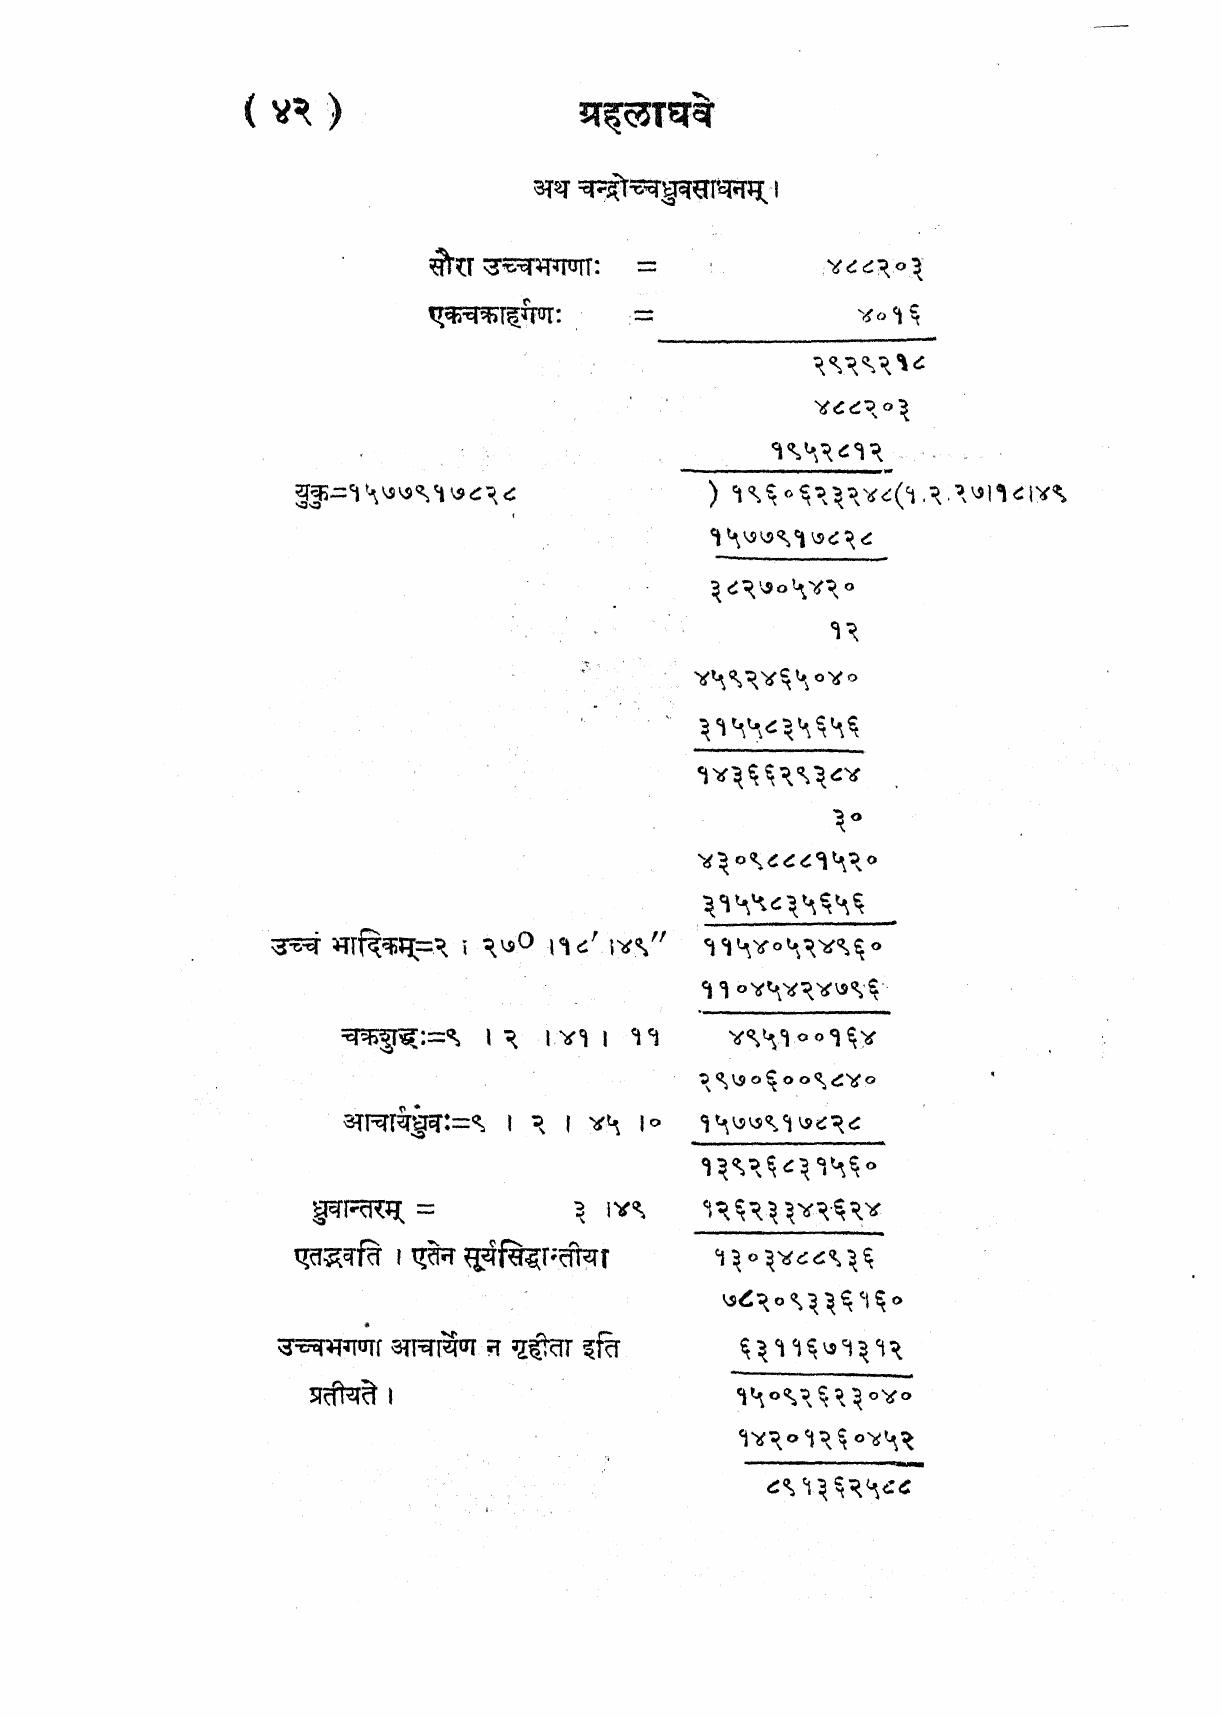 ( ४२ ) ग्रहलाघवे
अथ चन्द्रोच्चध्रुवसाधनम् ।
सौरा उच्चभगणाः = ४८८२०३
एकचक्राहर्गणः = ४०१६
२९२९२१८
४८८२०३
१९५२८१२
युकु=१५७७९१७८२८ ) १९६०६२३२४८(१.२.२७।१८।४९
१५७७९१७८२८
३८२७०५४२०
१२
४५९२४६५०४०
३१५५८३५६५६
१४३६६२९३८४
३०
४३०९८८८१५२०
३१५५८३५६५६
उच्चं भादिकम्=२ । २७० ।१८′ ।४९″ ११५४०५२४९६०
११०४५४२४७९६
चक्रशुद्धः=९ । २ । ४१ । ११ ४९५१००१६४
२९७०६००९८४०
आचार्यध्रुंवः=९ । २ । ४५ ।० १५७७९१७८२८
१३९२६८३१५६०
ध्रुवान्तरम् = ३ ।४९ १२६२३३४२६२४
एतद्भवति । एतेन सूर्यसिद्धान्तीया १३०३४८८९३६
७८२०९३३६१६०
उच्चभगणा आचार्येण न गृहीता इति ६३११६७१३१२
प्रतीयते । १५०९२६२३०४०
१४२०१२६०४५२
८९१३६२५८८